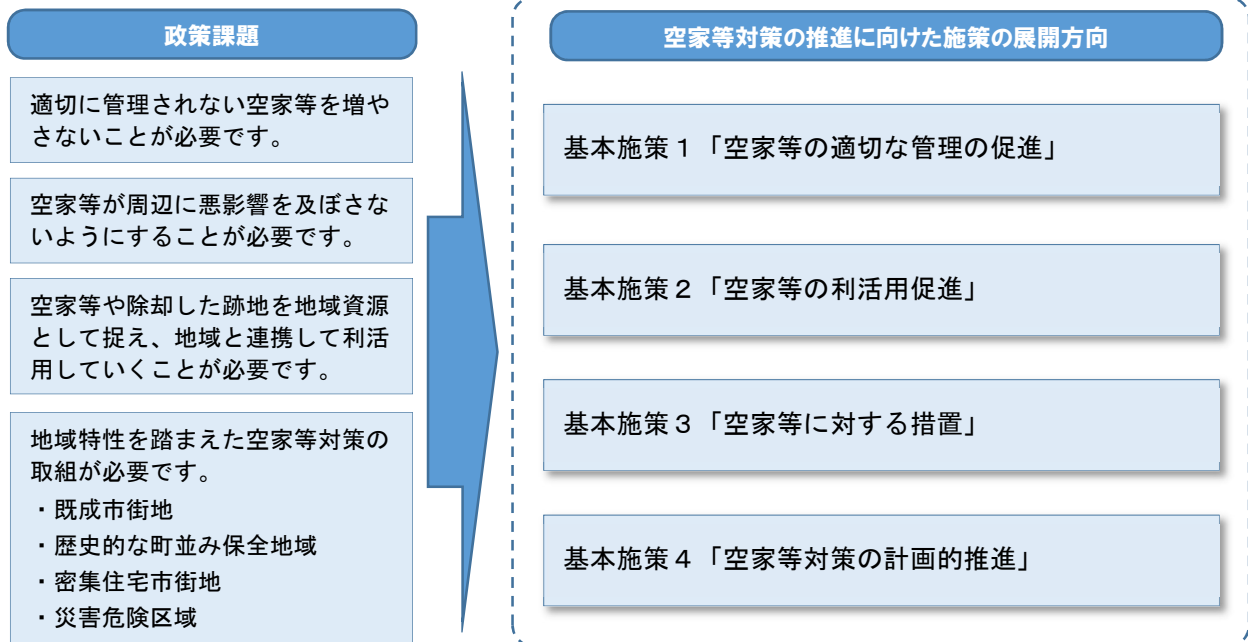 政策課題
適切に管理されない空家等を増や
さないことが必要です。
空家等が周辺に悪影響を及ぼさな
いようにすることが必要です。
空家等や除却した跡地を地域資源
として捉え、地域と連携して利活
用していくことが必要です。
地域特性を踏まえた空家等対策の
取組が必要です。
・既成市街地
・歴史的な町並み保全地域
・密集住宅市街地
・災害危険区域
空家等対策の推進に向けた施策の展開方向
基本施策１「空家等の適切な管理の促進」
基本施策２「空家等の利活用促進」
基本施策３「空家等に対する措置」
基本施策４「空家等対策の計画的推進」